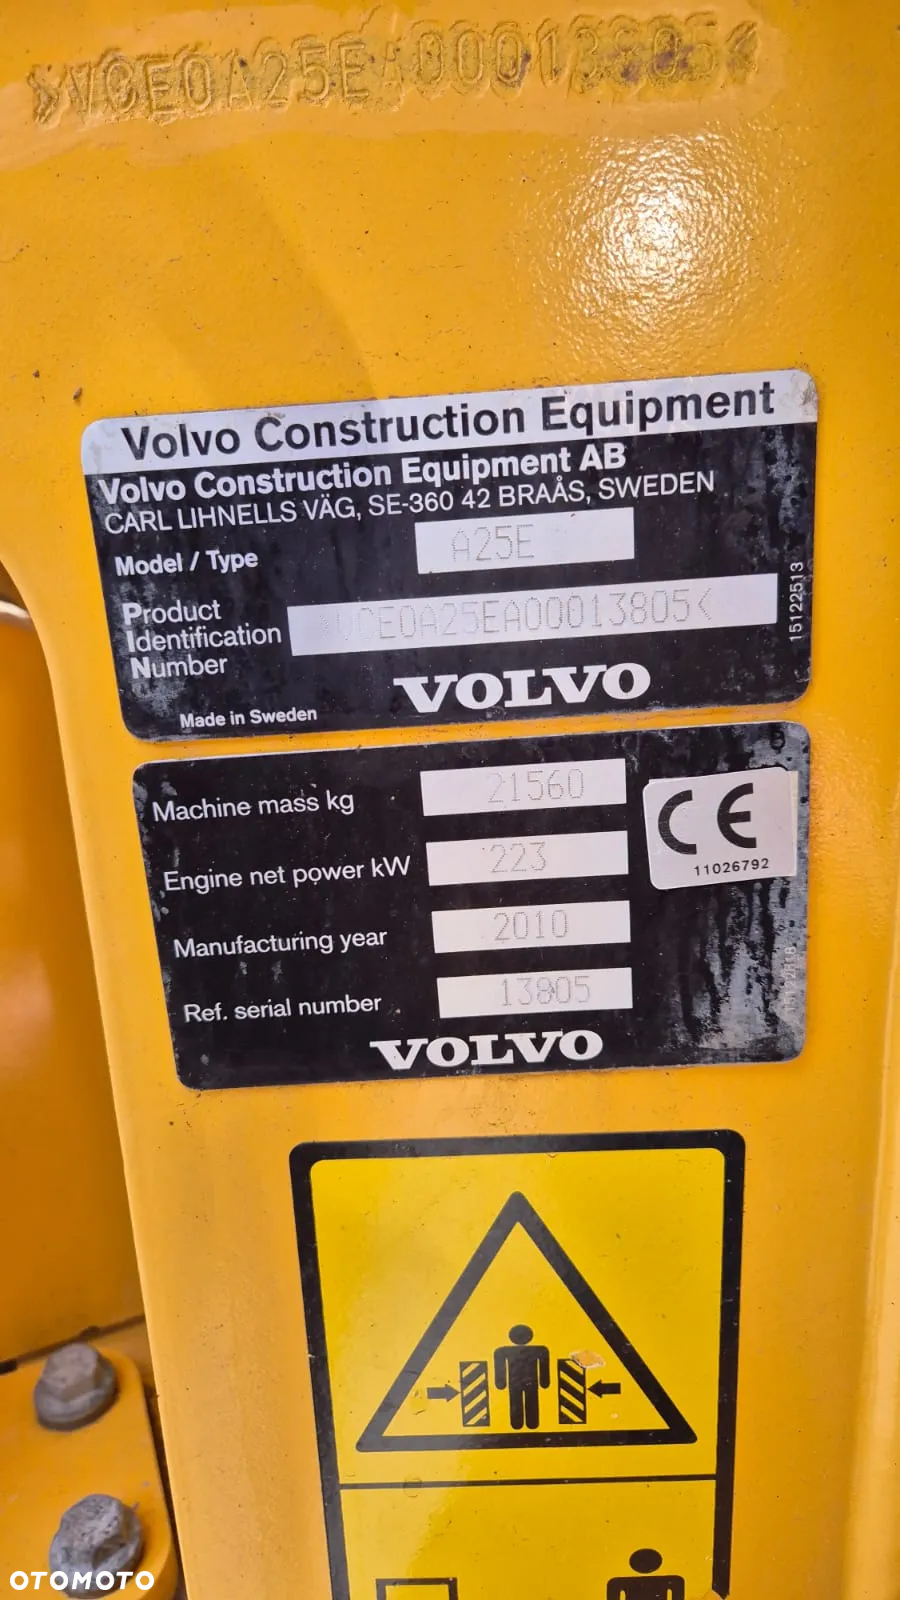 >VCE0A25EA00013805<
Volvo Construction Equipment
Volvo Construction Equipment AB
CARL LIHNELLS VÄG, SE-360 42 BRAÅS, SWEDEN
Model / Type A25E
Product
Identification >VCE0A25EA00013805<
Number
15122513
VOLVO
Made in Sweden
Machine mass kg 21560
CE
11026792
Engine net power kW 223
Manufacturing year 2010
Ref. serial number 13805
VOLVO
OTOMOTO